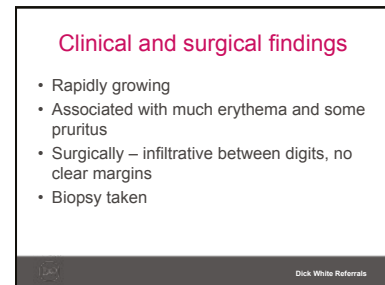 Clinical and surgical findings
• Rapidly growing
• Associated with much erythema and some
pruritus
• Surgically – infiltrative between digits, no
clear margins
• Biopsy taken
Dick White Referrals